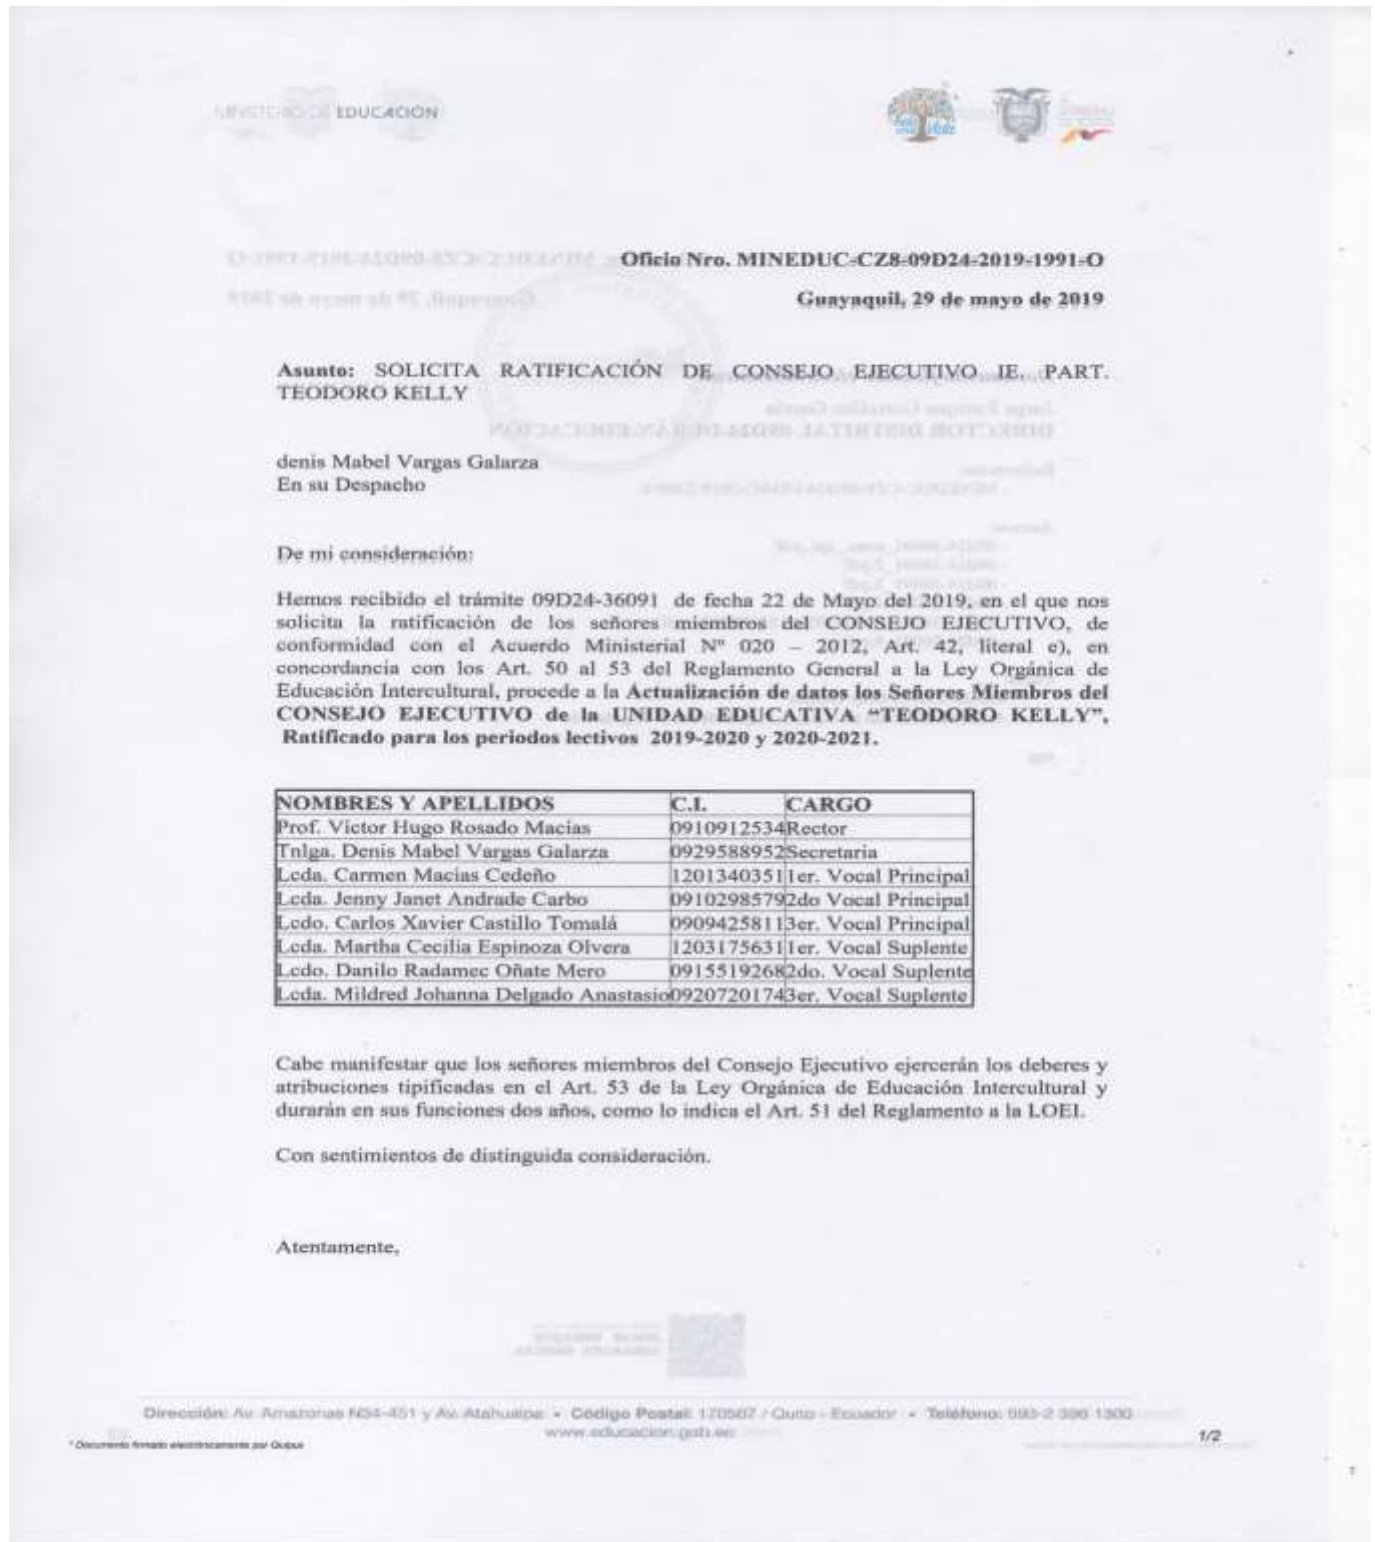 MINISTERIO DE EDUCACIÓN
Oficio Nro. MINEDUC-CZ8-09D24-2019-1991-O
Guayaquil, 29 de mayo de 2019
Asunto: SOLICITA RATIFICACIÓN DE CONSEJO EJECUTIVO IE. PART.
TEODORO KELLY
denis Mabel Vargas Galarza
En su Despacho
De mi consideración:
Hemos recibido el trámite 09D24-36091 de fecha 22 de Mayo del 2019, en el que nos
solicita la ratificación de los señores miembros del CONSEJO EJECUTIVO, de
conformidad con el Acuerdo Ministerial Nº 020 – 2012, Art. 42, literal e), en
concordancia con los Art. 50 al 53 del Reglamento General a la Ley Orgánica de
Educación Intercultural, procede a la Actualización de datos los Señores Miembros del
CONSEJO EJECUTIVO de la UNIDAD EDUCATIVA “TEODORO KELLY”,
Ratificado para los periodos lectivos 2019-2020 y 2020-2021.
NOMBRES Y APELLIDOS C.I. CARGO
Prof. Víctor Hugo Rosado Macías 0910912534 Rector
Tnlga. Denis Mabel Vargas Galarza 0929588952 Secretaria
Lcda. Carmen Macías Cedeño 1201340351 1er. Vocal Principal
Lcda. Jenny Janet Andrade Carbo 0910298579 2do Vocal Principal
Lcdo. Carlos Xavier Castillo Tomalá 0909425811 3er. Vocal Principal
Lcda. Martha Cecilia Espinoza Olvera 1203175631 1er. Vocal Suplente
Lcdo. Danilo Radamec Oñate Mero 0915519268 2do. Vocal Suplente
Lcda. Mildred Johanna Delgado Anastasio 0920720174 3er. Vocal Suplente
Cabe manifestar que los señores miembros del Consejo Ejecutivo ejercerán los deberes y
atribuciones tipificadas en el Art. 53 de la Ley Orgánica de Educación Intercultural y
durarán en sus funciones dos años, como lo indica el Art. 51 del Reglamento a la LOEI.
Con sentimientos de distinguida consideración.
Atentamente,
Dirección: Av. Amazonas N34-451 y Av. Atahualpa • Código Postal: 170507 / Quito - Ecuador • Teléfono: 593-2 396 1300
www.educacion.gob.ec
* Documento firmado electrónicamente por Quipux
1/2